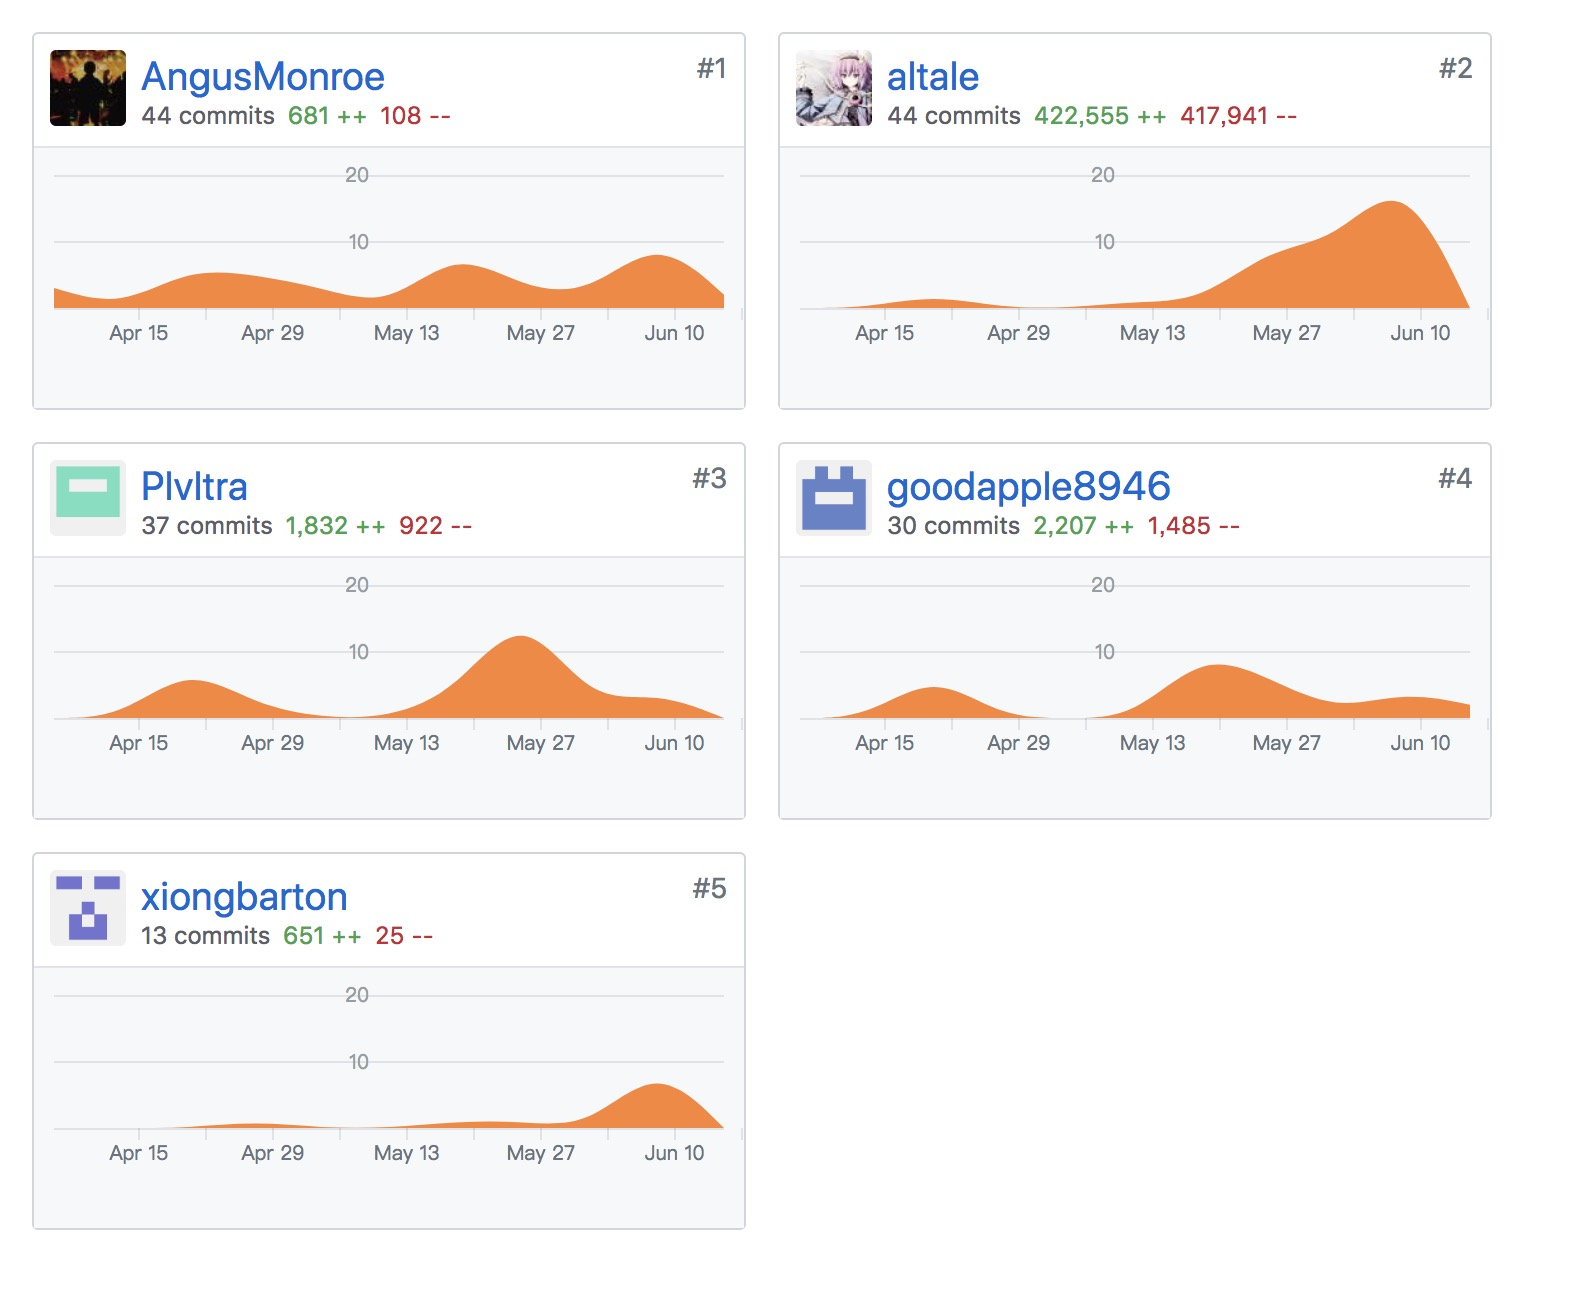 AngusMonroe #1
44 commits 681 ++ 108 --
20
10
Apr 15 Apr 29 May 13 May 27 Jun 10
altale #2
44 commits 422,555 ++ 417,941 --
20
10
Apr 15 Apr 29 May 13 May 27 Jun 10
Plvltra #3
37 commits 1,832 ++ 922 --
20
10
Apr 15 Apr 29 May 13 May 27 Jun 10
goodapple8946 #4
30 commits 2,207 ++ 1,485 --
20
10
Apr 15 Apr 29 May 13 May 27 Jun 10
xiongbarton #5
13 commits 651 ++ 25 --
20
10
Apr 15 Apr 29 May 13 May 27 Jun 10